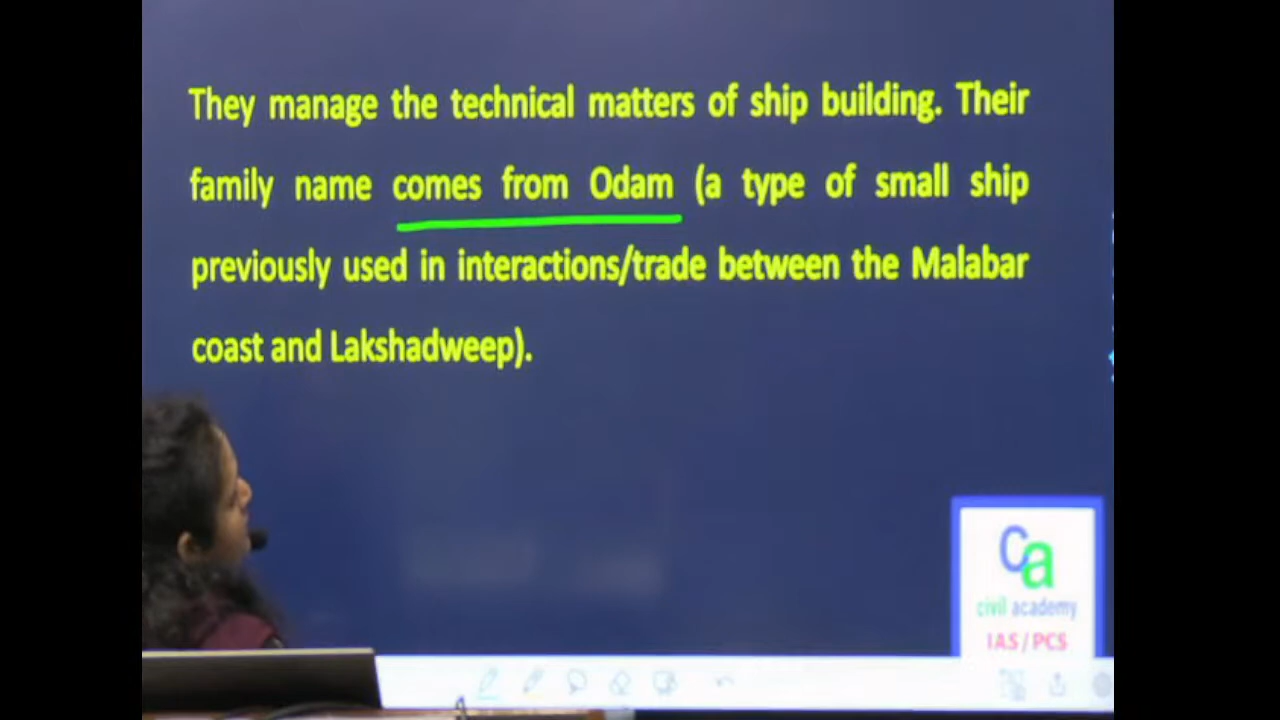 They manage the technical matters of ship building. Their
family name comes from Odam (a type of small ship
previously used in interactions/trade between the Malabar
coast and Lakshadweep).
ca
civil academy
IAS/PCS